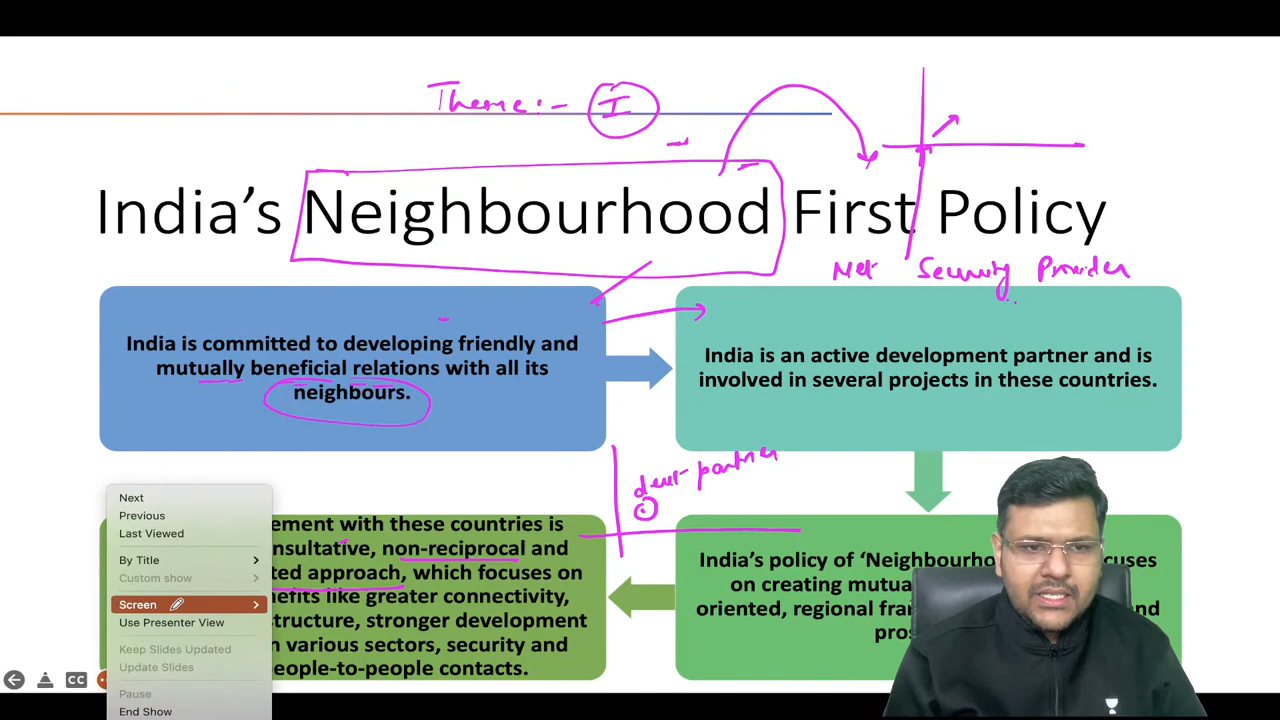 Theme:- I
India's Neighbourhood First Policy
Net Security Provider
India is committed to developing friendly and
mutually beneficial relations with all its
neighbours.
India is an active development partner and is
involved in several projects in these countries.
partner
India's policy of 'Neighbourho uses
on creating mutua
oriented, regional fra nd
pros
ement with these countries is
nsultative, non-reciprocal and
ted approach, which focuses on
efits like greater connectivity,
structure, stronger development
n various sectors, security and
eople-to-people contacts.
Next
Previous
Last Viewed
By Title
Custom show
Screen
Use Presenter View
Keep Slides Updated
Update Slides
Pause
End Show
CC